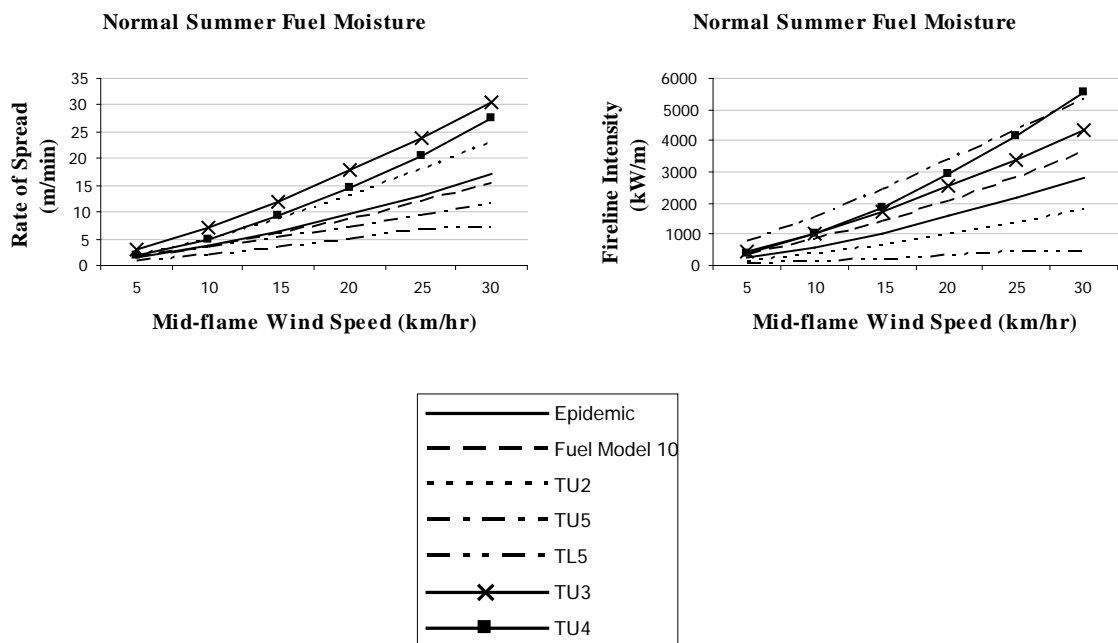 Normal Summer Fuel Moisture
Rate of Spread
(m/min)
35
30
25
20
15
10
5
0
5 10 15 20 25 30
Mid-flame Wind Speed (km/hr)
Normal Summer Fuel Moisture
Fireline Intensity
(kW/m)
6000
5000
4000
3000
2000
1000
0
5 10 15 20 25 30
Mid-flame Wind Speed (km/hr)
Epidemic
Fuel Model 10
TU2
TU5
TL5
TU3
TU4